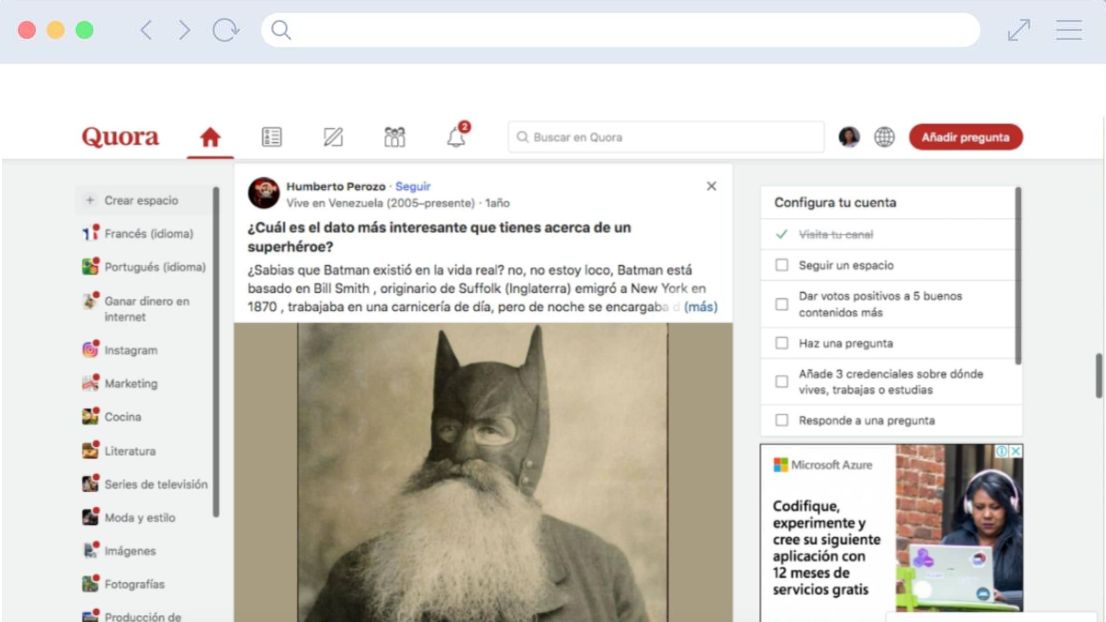 Quora
2
Buscar en Quora
Añadir pregunta
+ Crear espacio
Francés (idioma)
Portugués (idioma)
Ganar dinero en
internet
Instagram
Marketing
Cocina
Literatura
Series de televisión
Moda y estilo
Imágenes
Fotografías
Producción de
Humberto Perozo · Seguir
Vive en Venezuela (2005–presente) · 1año
¿Cuál es el dato más interesante que tienes acerca de un
superhéroe?
¿Sabias que Batman existió en la vida real? no, no estoy loco, Batman está
basado en Bill Smith , originario de Suffolk (Inglaterra) emigró a New York en
1870 , trabajaba en una carnicería de día, pero de noche se encargaba d (más)
Configura tu cuenta
Visita tu canal
Seguir un espacio
Dar votos positivos a 5 buenos
contenidos más
Haz una pregunta
Añade 3 credenciales sobre dónde
vives, trabajas o estudias
Responde a una pregunta
Microsoft Azure
Codifique,
experimente y
cree su siguiente
aplicación con
12 meses de
servicios gratis